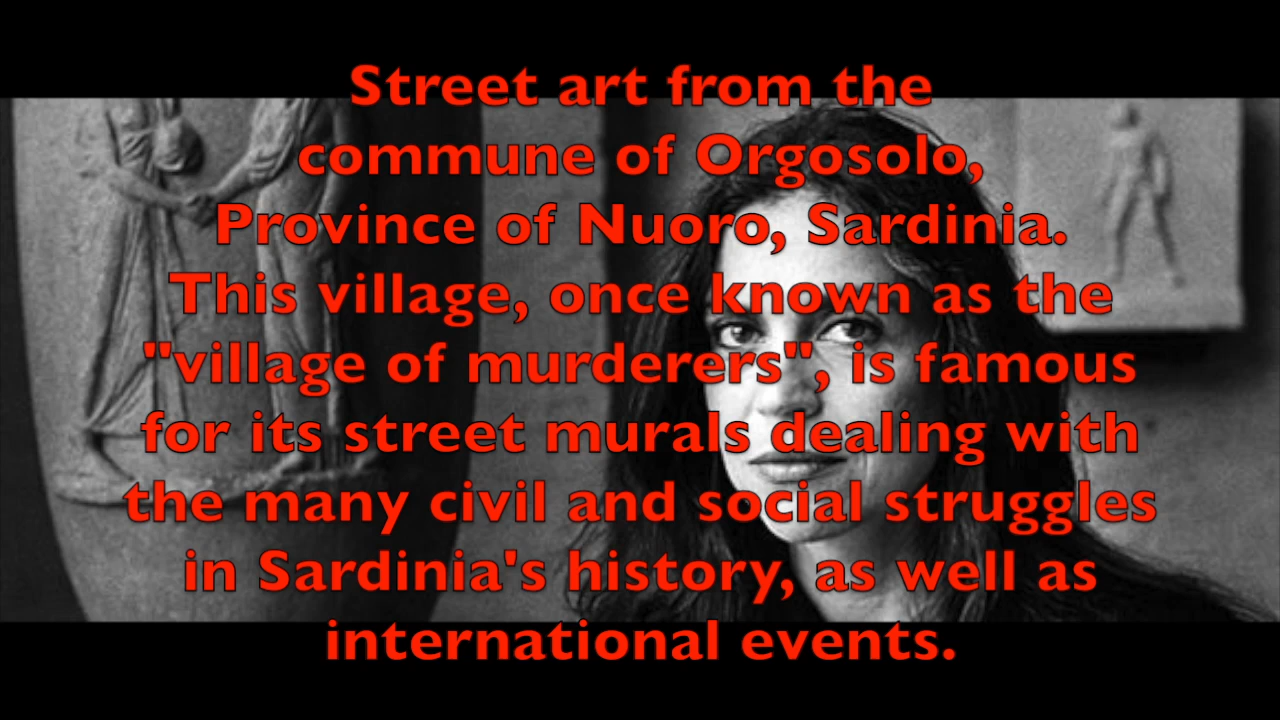 Street art from the
commune of Orgosolo,
Province of Nuoro, Sardinia.
This village, once known as the
"village of murderers", is famous
for its street murals dealing with
the many civil and social struggles
in Sardinia's history, as well as
international events.